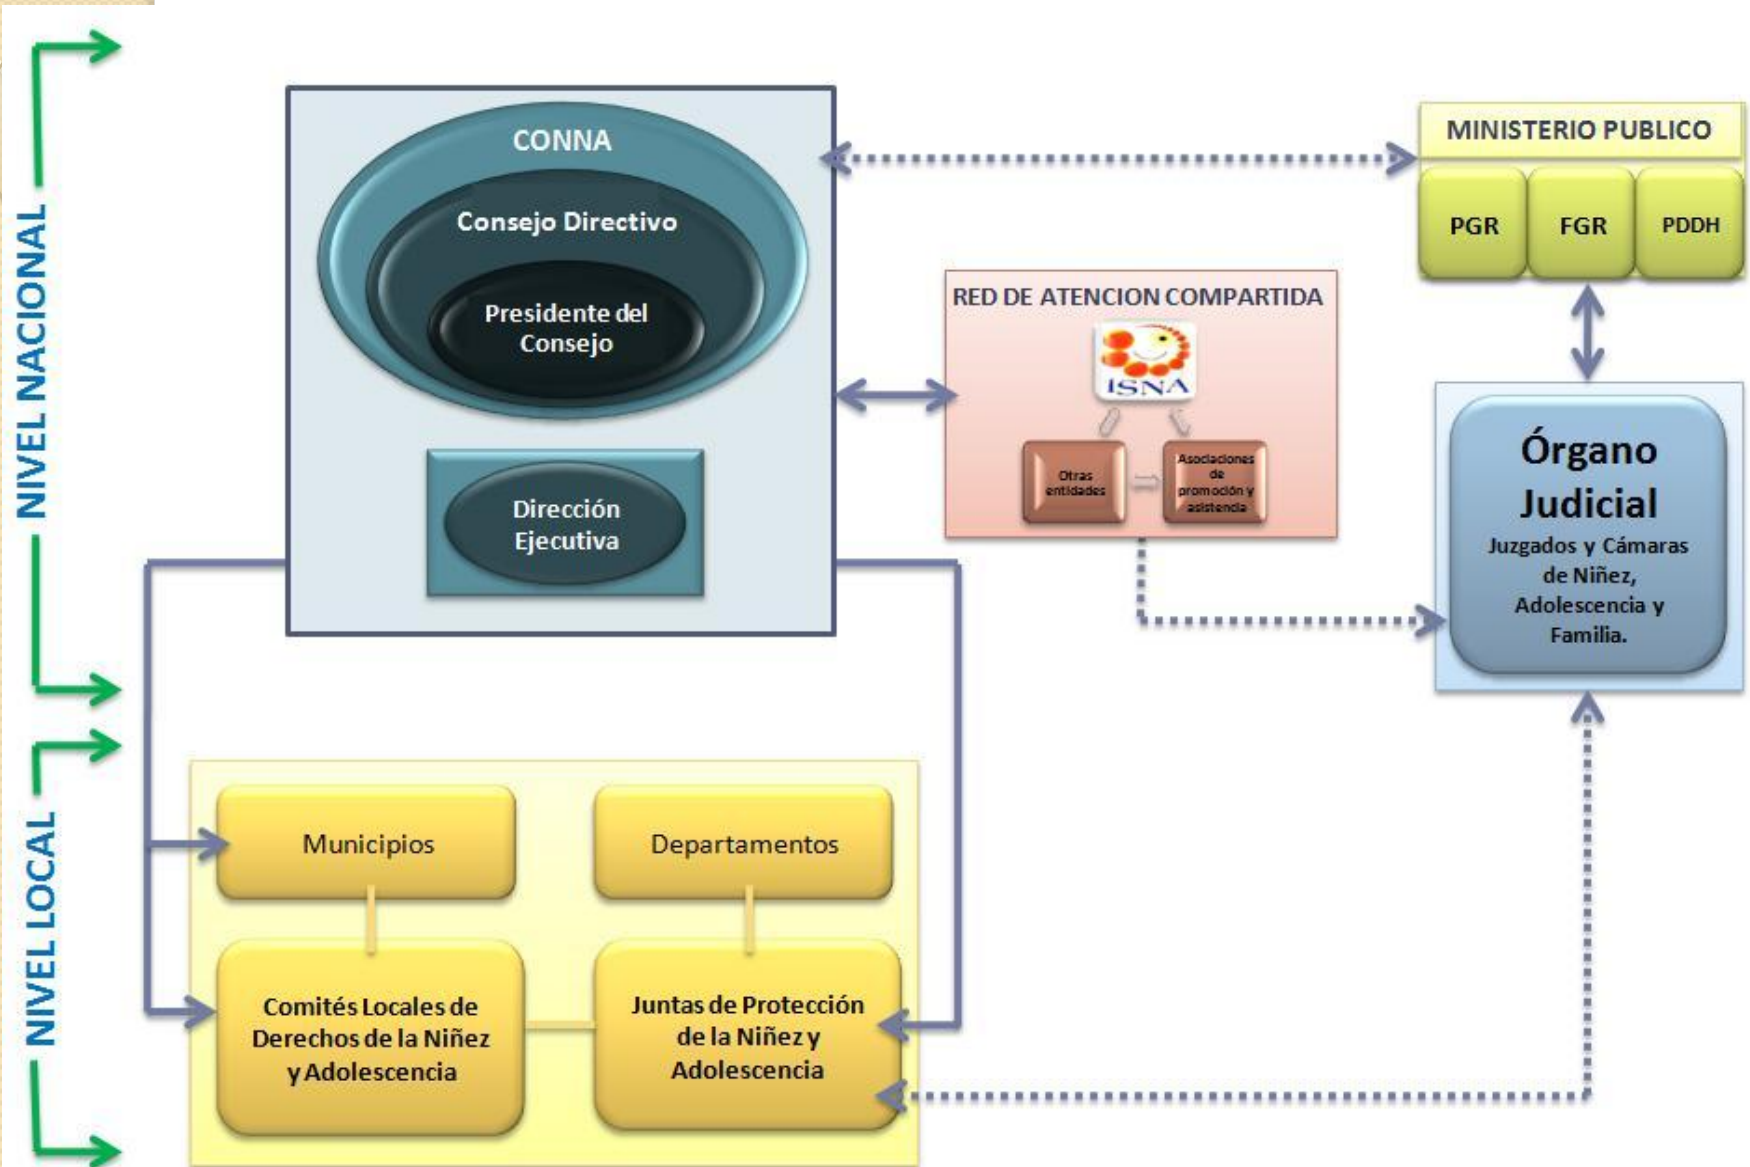 NIVEL NACIONAL
CONNA
Consejo Directivo
Presidente del
Consejo
Dirección
Ejecutiva
MINISTERIO PUBLICO
PGR
FGR
PDDH
RED DE ATENCION COMPARTIDA
ISNA
Otras
entidades
Asociaciones
de
promoción y
asistencia
Órgano
Judicial
Juzgados y Cámaras
de Niñez,
Adolescencia y
Familia.
NIVEL LOCAL
Municipios
Departamentos
Comités Locales de
Derechos de la Niñez
y Adolescencia
Juntas de Protección
de la Niñez y
Adolescencia